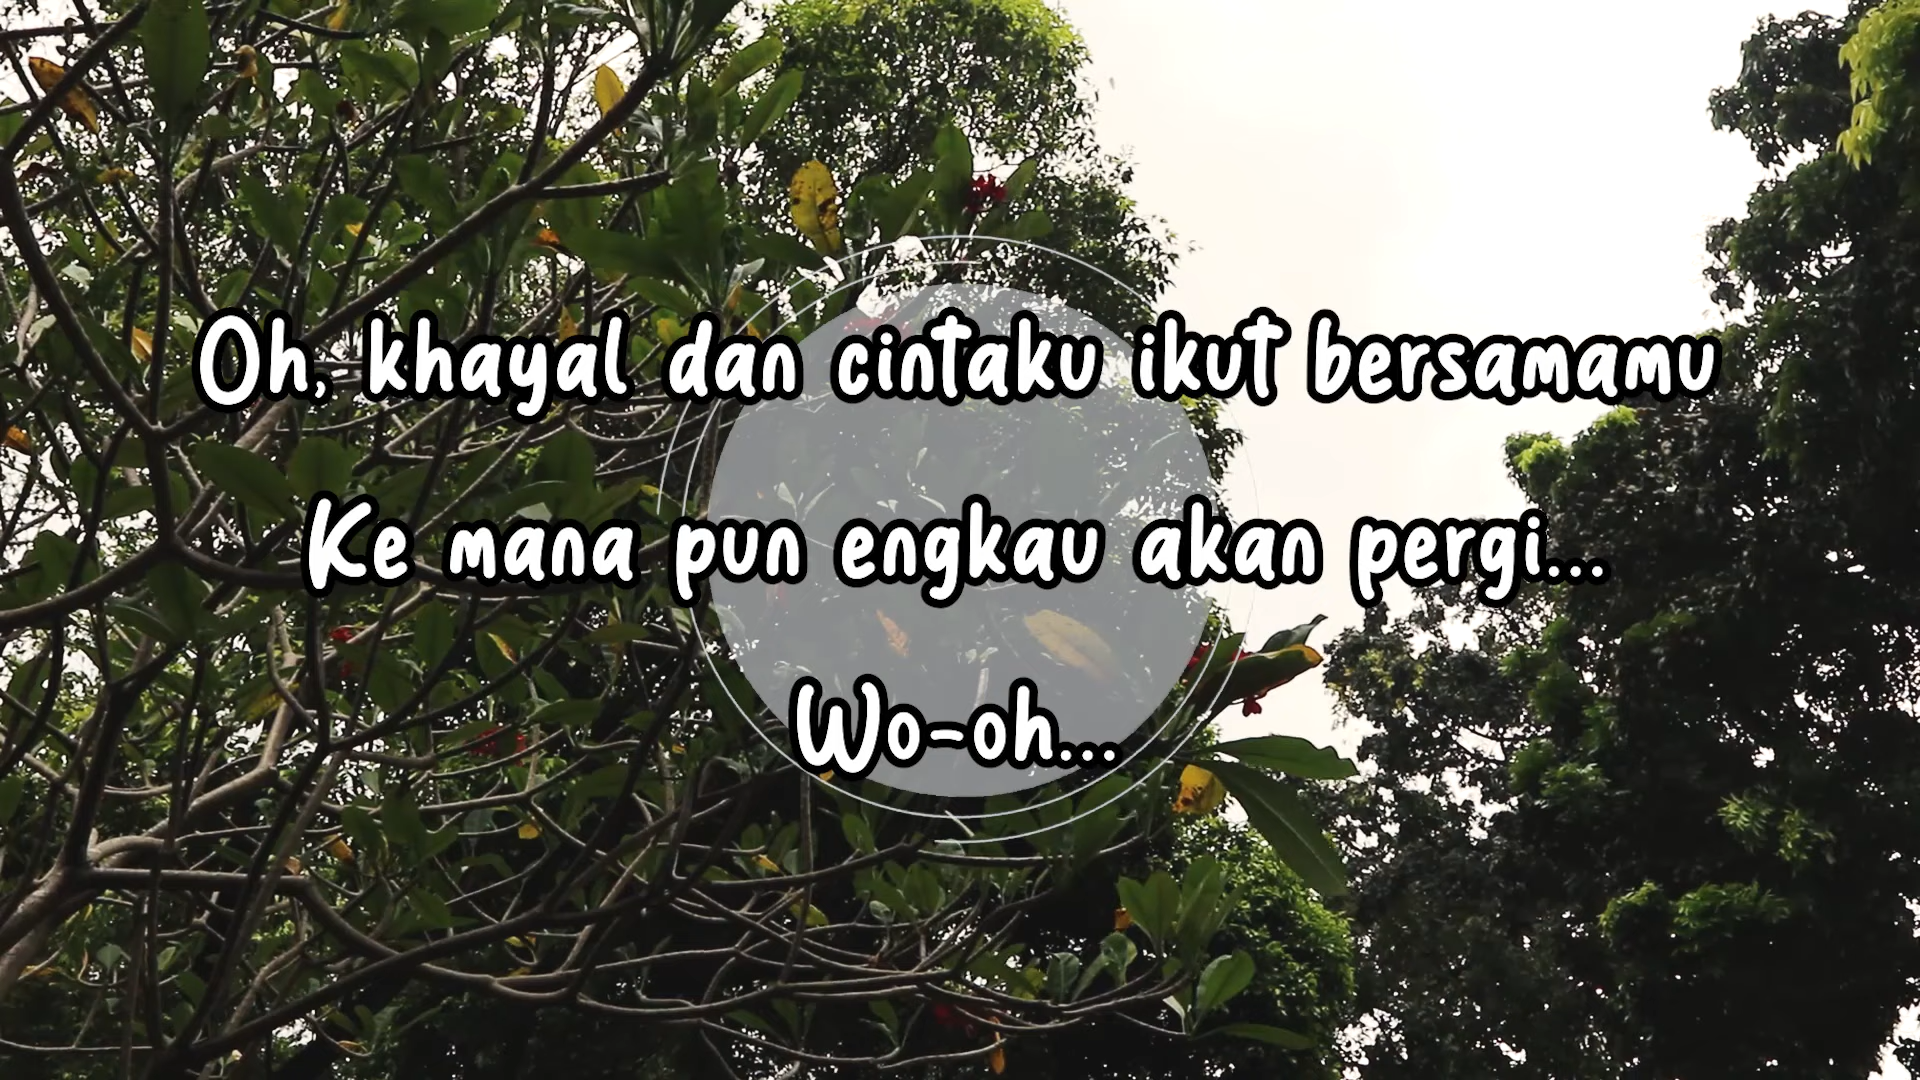 Oh, khayal dan cintaku ikut bersamamu
Ke mana pun engkau akan pergi...
Wo-oh...